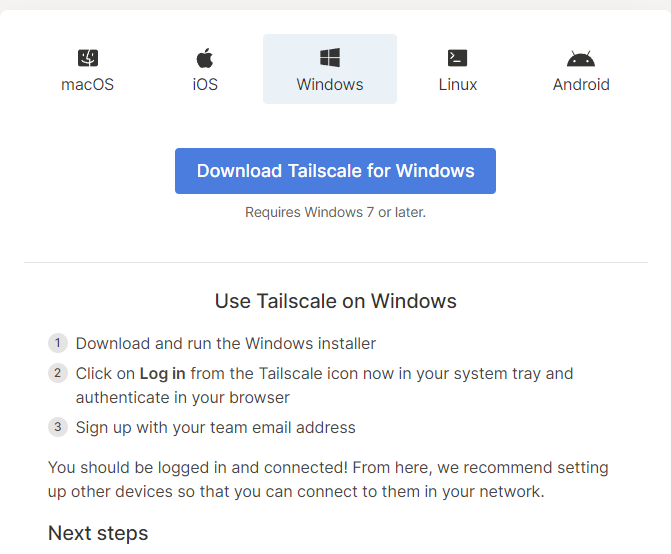 macOS
iOS
Windows
Linux
Android
Download Tailscale for Windows
Requires Windows 7 or later.
Use Tailscale on Windows
1 Download and run the Windows installer
2 Click on Log in from the Tailscale icon now in your system tray and
authenticate in your browser
3 Sign up with your team email address
You should be logged in and connected! From here, we recommend setting
up other devices so that you can connect to them in your network.
Next steps